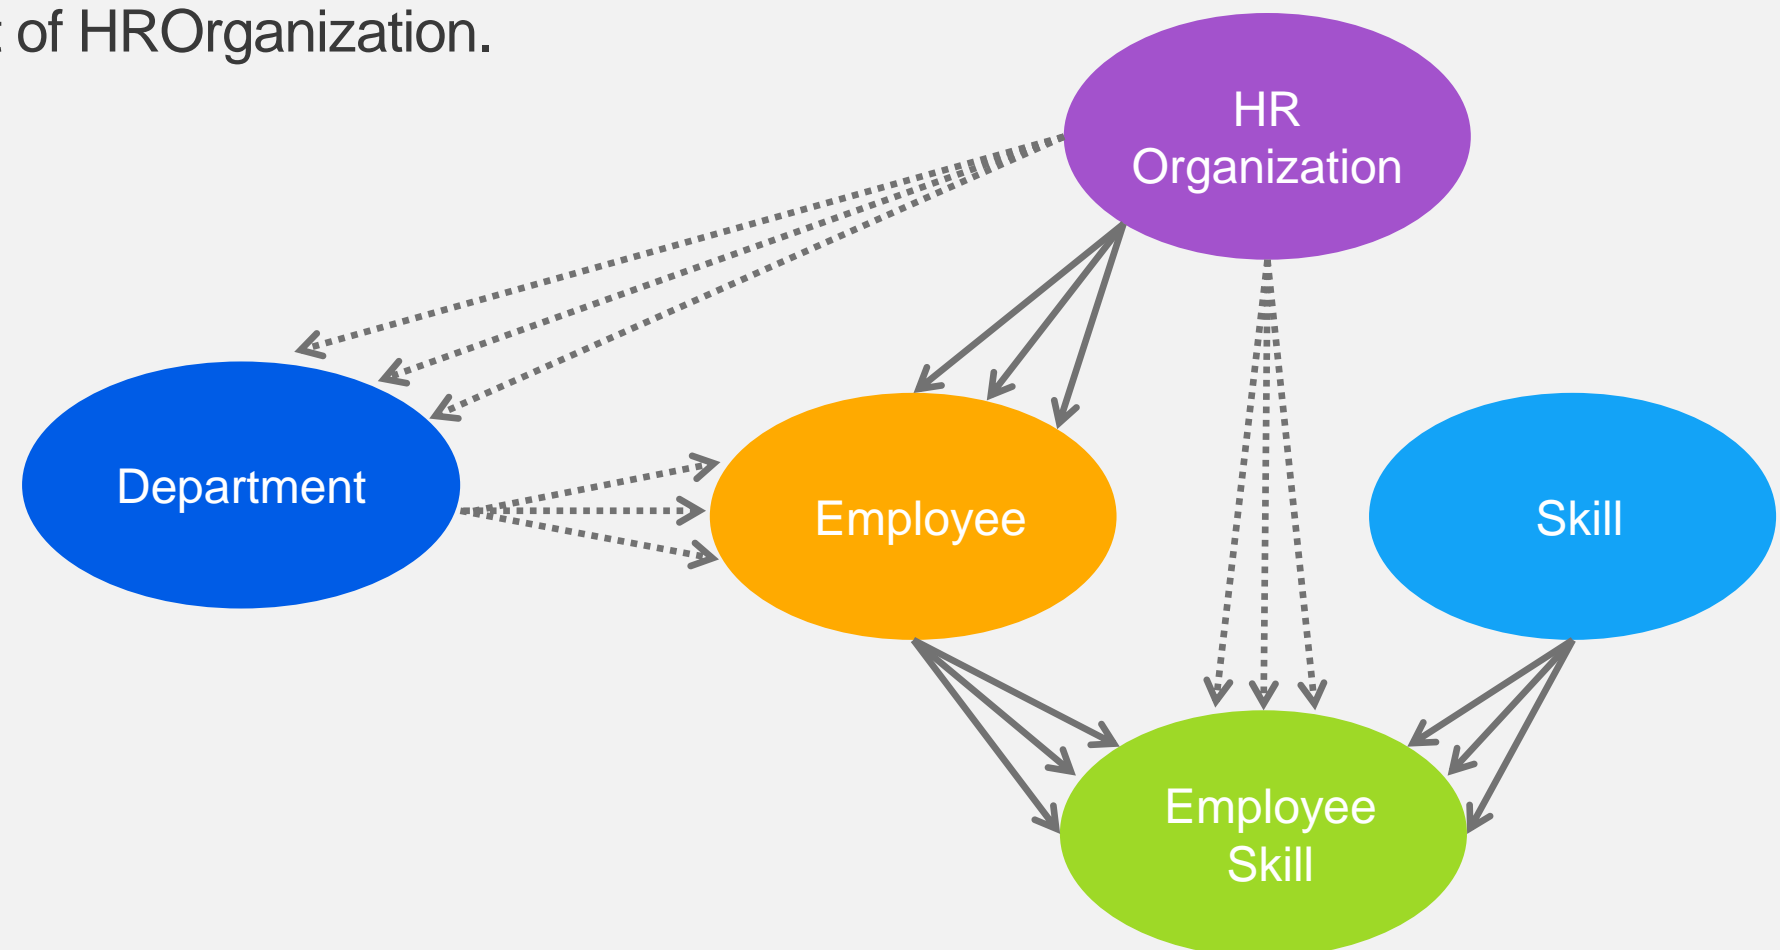 of HROrganization.
HR
Organization
Department
Employee
Skill
Employee
Skill